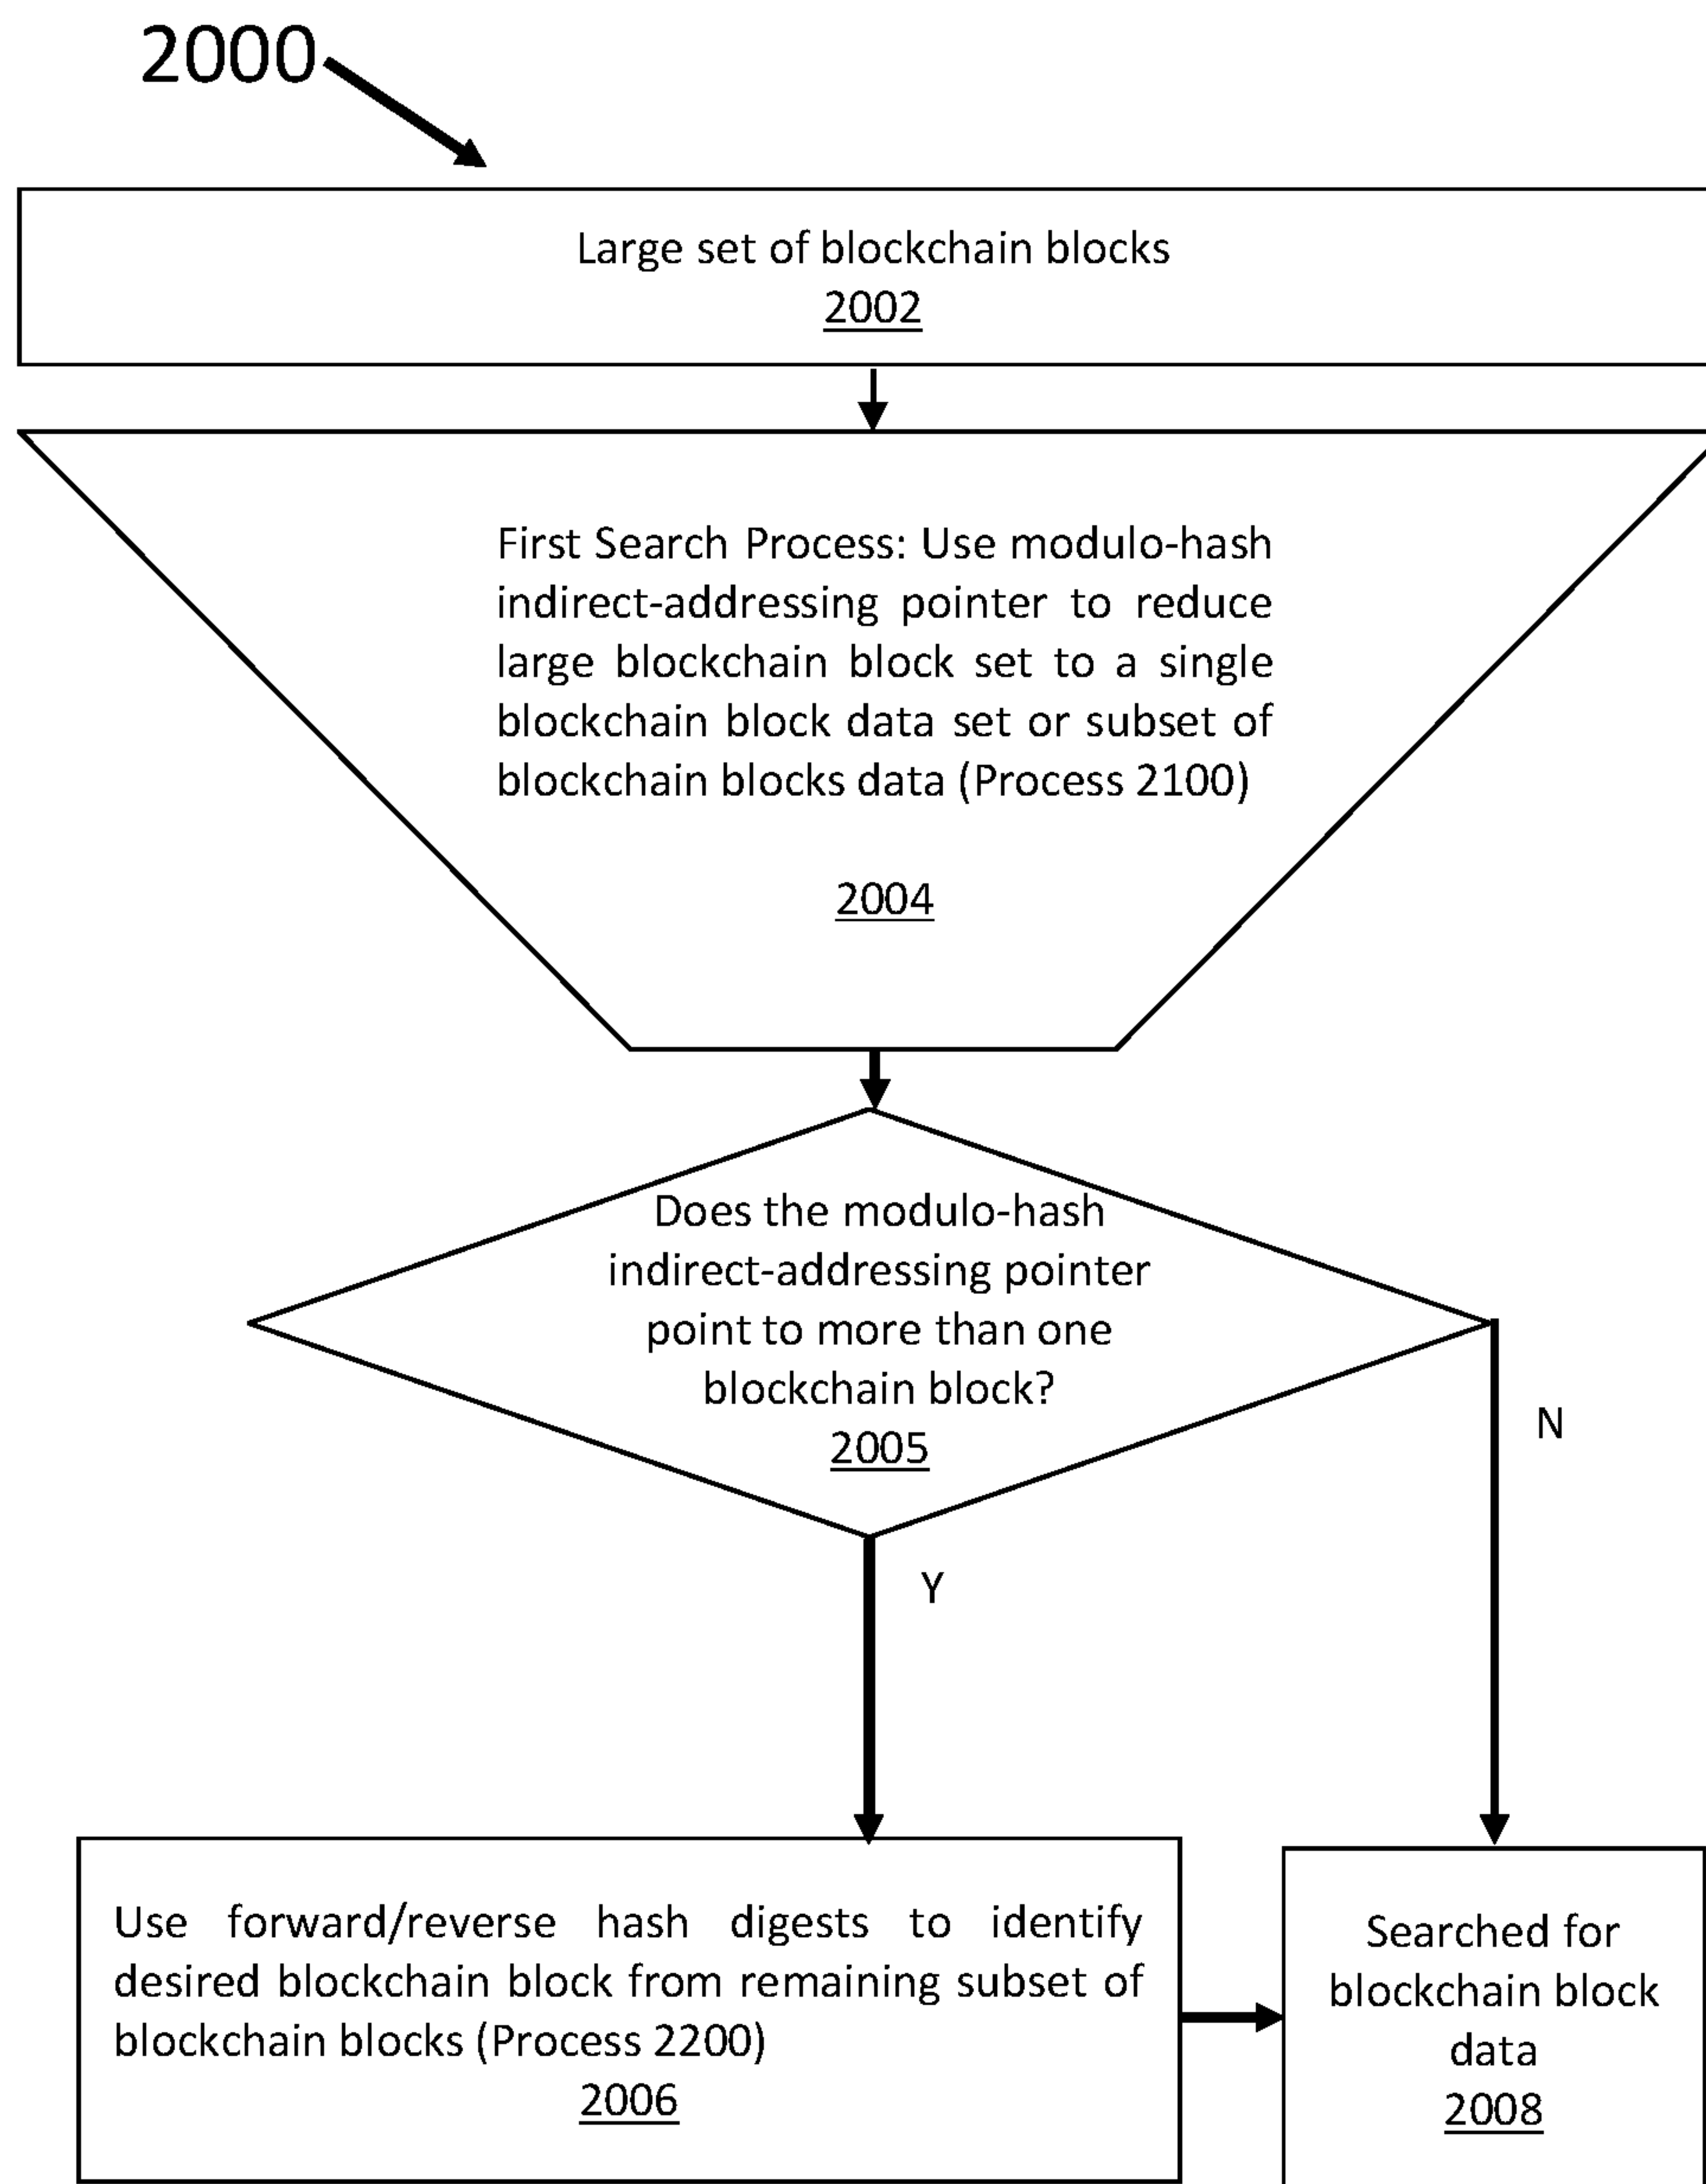 2000
Large set of blockchain blocks
2002
First Search Process: Use modulo-hash
indirect-addressing pointer to reduce
large blockchain block set to a single
blockchain block data set or subset of
blockchain blocks data (Process 2100)
2004
Does the modulo-hash
indirect-addressing pointer
point to more than one
blockchain block?
2005
N
Y
Use forward/reverse hash digests to identify
desired blockchain block from remaining subset of
blockchain blocks (Process 2200)
2006
Searched for
blockchain block
data
2008